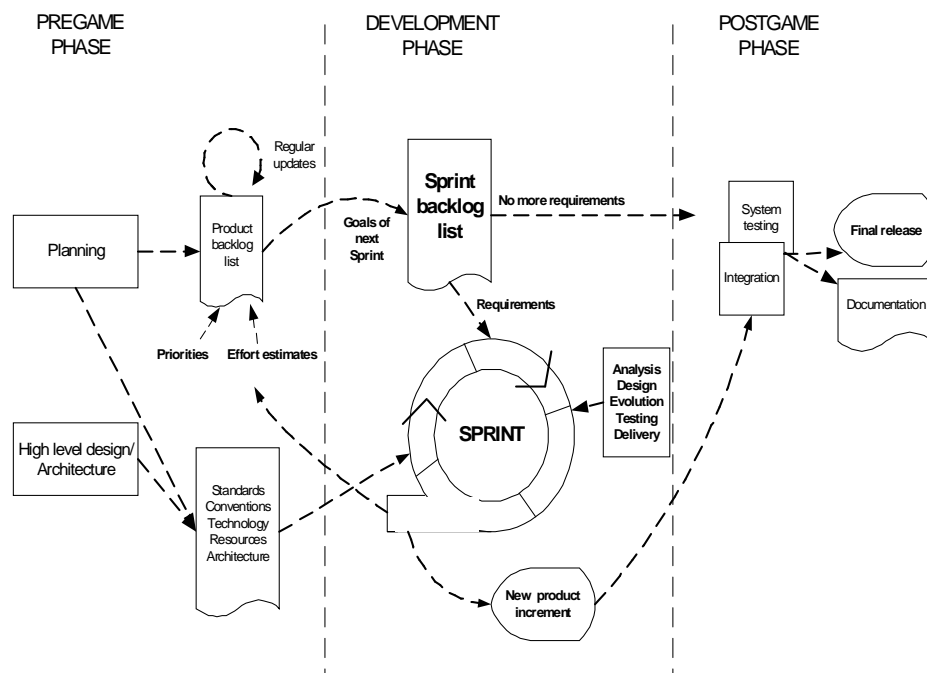 PREGAME
PHASE
DEVELOPMENT
PHASE
POSTGAME
PHASE
Regular
updates
Planning
Product
backlog
list
Goals of
next
Sprint
Sprint
backlog
list
No more requirements
System
testing
Integration
Final release
Documentation
Priorities
Effort estimates
Requirements
High level design/
Architecture
Standards
Conventions
Technology
Resources
Architecture
SPRINT
Analysis
Design
Evolution
Testing
Delivery
New product
increment